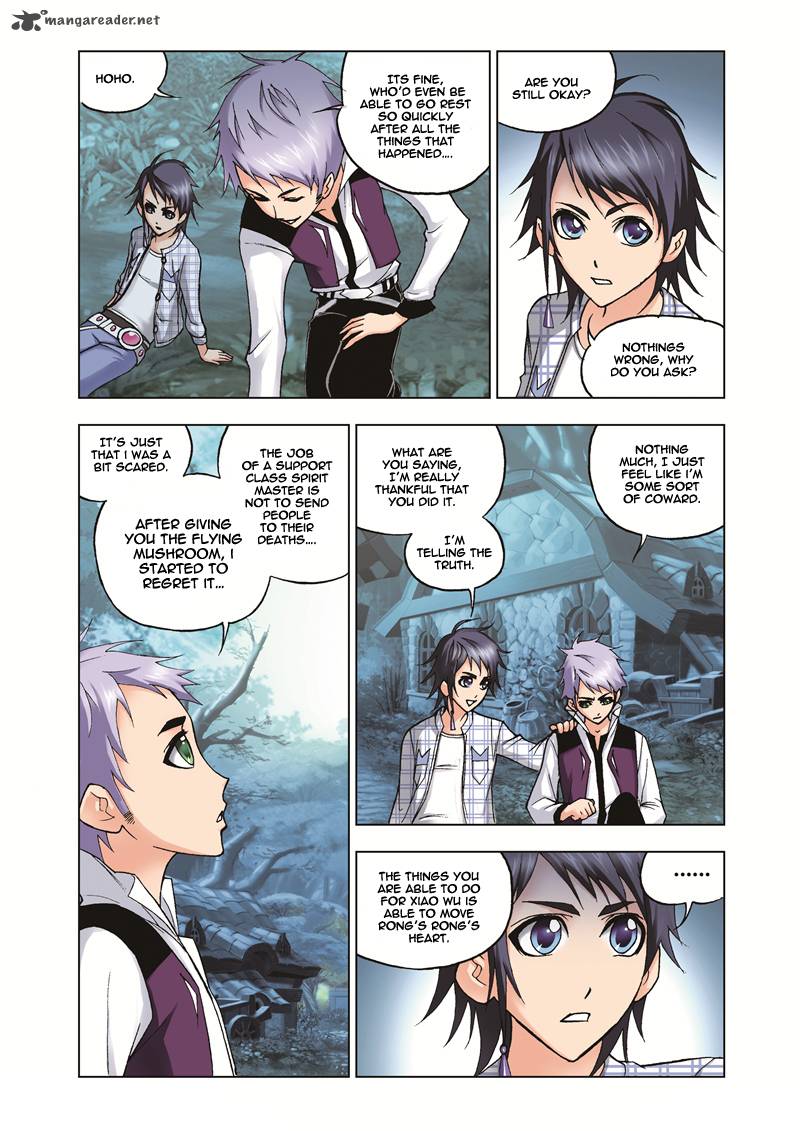 mangareader.net
HOHO.
ITS FINE,
WHO'D EVEN BE
ABLE TO GO REST
SO QUICKLY
AFTER ALL THE
THINGS THAT
HAPPENED....
ARE YOU
STILL OKAY?
NOTHINGS
WRONG, WHY
DO YOU ASK?
IT'S JUST
THAT I WAS A
BIT SCARED.
THE JOB
OF A SUPPORT
CLASS SPIRIT
MASTER IS
NOT TO SEND
PEOPLE
TO THEIR
DEATHS....
AFTER GIVING
YOU THE FLYING
MUSHROOM, I
STARTED TO
REGRET IT...
WHAT ARE
YOU SAYING,
I'M REALLY
THANKFUL THAT
YOU DID IT.
I'M
TELLING THE
TRUTH.
NOTHING
MUCH, I JUST
FEEL LIKE I'M
SOME SORT
OF COWARD.
THE THINGS YOU
ARE ABLE TO DO
FOR XIAO WU IS
ABLE TO MOVE
RONG'S RONG'S
HEART.
......